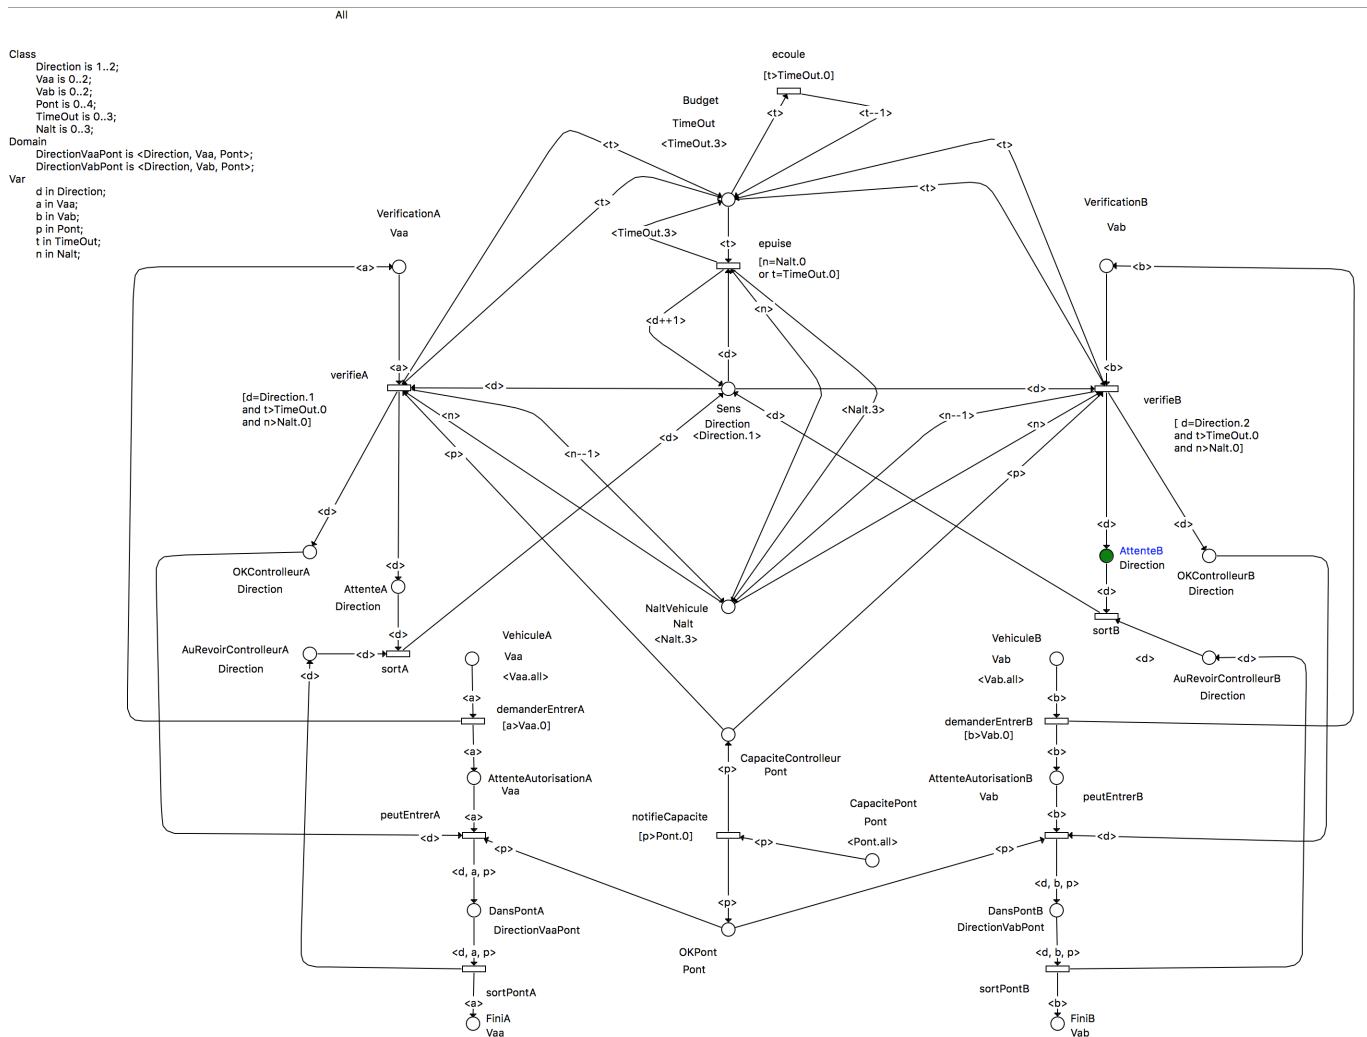 All
Class
Direction is 1..2;
Vaa is 0..2;
Vab is 0..2;
Pont is 0..4;
TimeOut is 0..3;
Nalt is 0..3;
Domain
DirectionVaaPont is <Direction, Vaa, Pont>;
DirectionVabPont is <Direction, Vab, Pont>;
Var
d in Direction;
a in Vaa;
b in Vab;
p in Pont;
t in TimeOut;
n in Nalt;
ecoule
[t>TimeOut.0]
Budget
TimeOut
<TimeOut.3>
<t>
<t--1>
<t>
<t>
<t>
<t>
VerificationA
Vaa
VerificationB
Vab
<TimeOut.3>
<t>
epuise
[n=Nalt.0
or t=TimeOut.0]
<a>
<b>
<d++1>
<n>
<d>
<a>
<b>
verifieA
[d=Direction.1
and t>TimeOut.0
and n>Nalt.0]
<d>
<d>
Sens
Direction
<Direction.1>
<Nalt.3>
verifieB
[ d=Direction.2
and t>TimeOut.0
and n>Nalt.0]
<n>
<p>
<n--1>
<d>
<d>
<n--1>
<n>
<p>
<d>
<d>
<d>
<d>
OKControlleurA
Direction
AttenteA
Direction
<d>
AttenteB
Direction
<d>
OKControlleurB
Direction
NaltVehicule
Nalt
<Nalt.3>
sortB
AuRevoirControlleurA
Direction
<d>
<d>
sortA
VehiculeA
Vaa
<Vaa.all>
VehiculeB
Vab
<Vab.all>
<d>
<d>
AuRevoirControlleurB
Direction
<a>
demanderEntrerA
[a>Vaa.0]
<b>
demanderEntrerB
[b>Vab.0]
<a>
<b>
CapaciteControlleur
Pont
<p>
AttenteAutorisationA
Vaa
AttenteAutorisationB
Vab
CapacitePont
Pont
<Pont.all>
peutEntrerA
<a>
<d>
<p>
notifieCapacite
[p>Pont.0]
<p>
peutEntrerB
<b>
<d>
<p>
<d, a, p>
<d, b, p>
<p>
DansPontA
DirectionVaaPont
DansPontB
DirectionVabPont
OKPont
Pont
<d, a, p>
<d, b, p>
sortPontA
sortPontB
<a>
<b>
FiniA
Vaa
FiniB
Vab